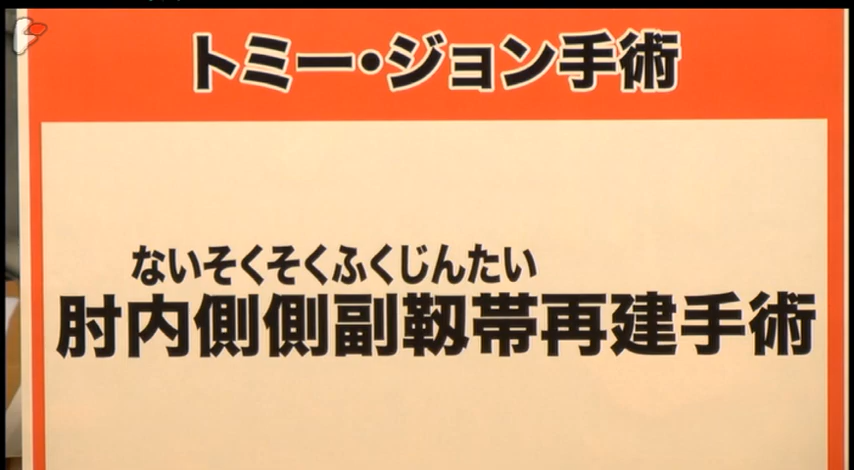 トミー・ジョン手術
ないそくそくふくじんたい
肘内側側副靱帯再建手術